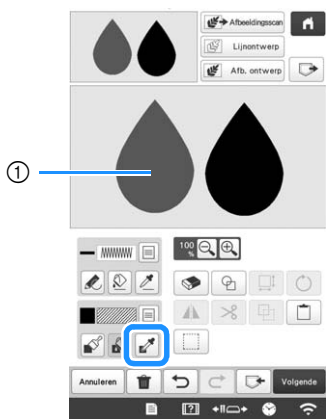 Afbeeldingsscan
Lijnontwerp
Afb. ontwerp
①
100 %
Annuleren
Volgende